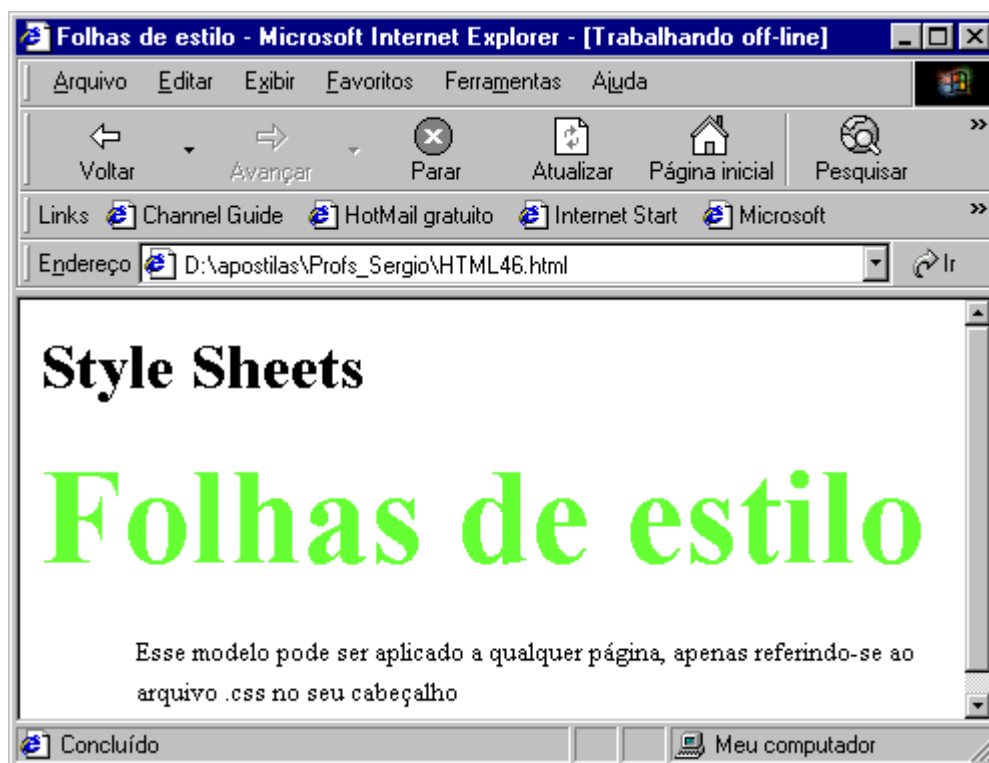 Folhas de estilo - Microsoft Internet Explorer - [Trabalhando off-line]
Arquivo Editar Exibir Favoritos Ferramentas Ajuda
Voltar Avançar Parar Atualizar Página inicial Pesquisar
Links Channel Guide HotMail gratuito Internet Start Microsoft
Endereço D:\apostilas\Profs_Sergio\HTML46.html Ir
Style Sheets
Folhas de estilo
Esse modelo pode ser aplicado a qualquer página, apenas referindo-se ao
arquivo .css no seu cabeçalho
Concluído Meu computador